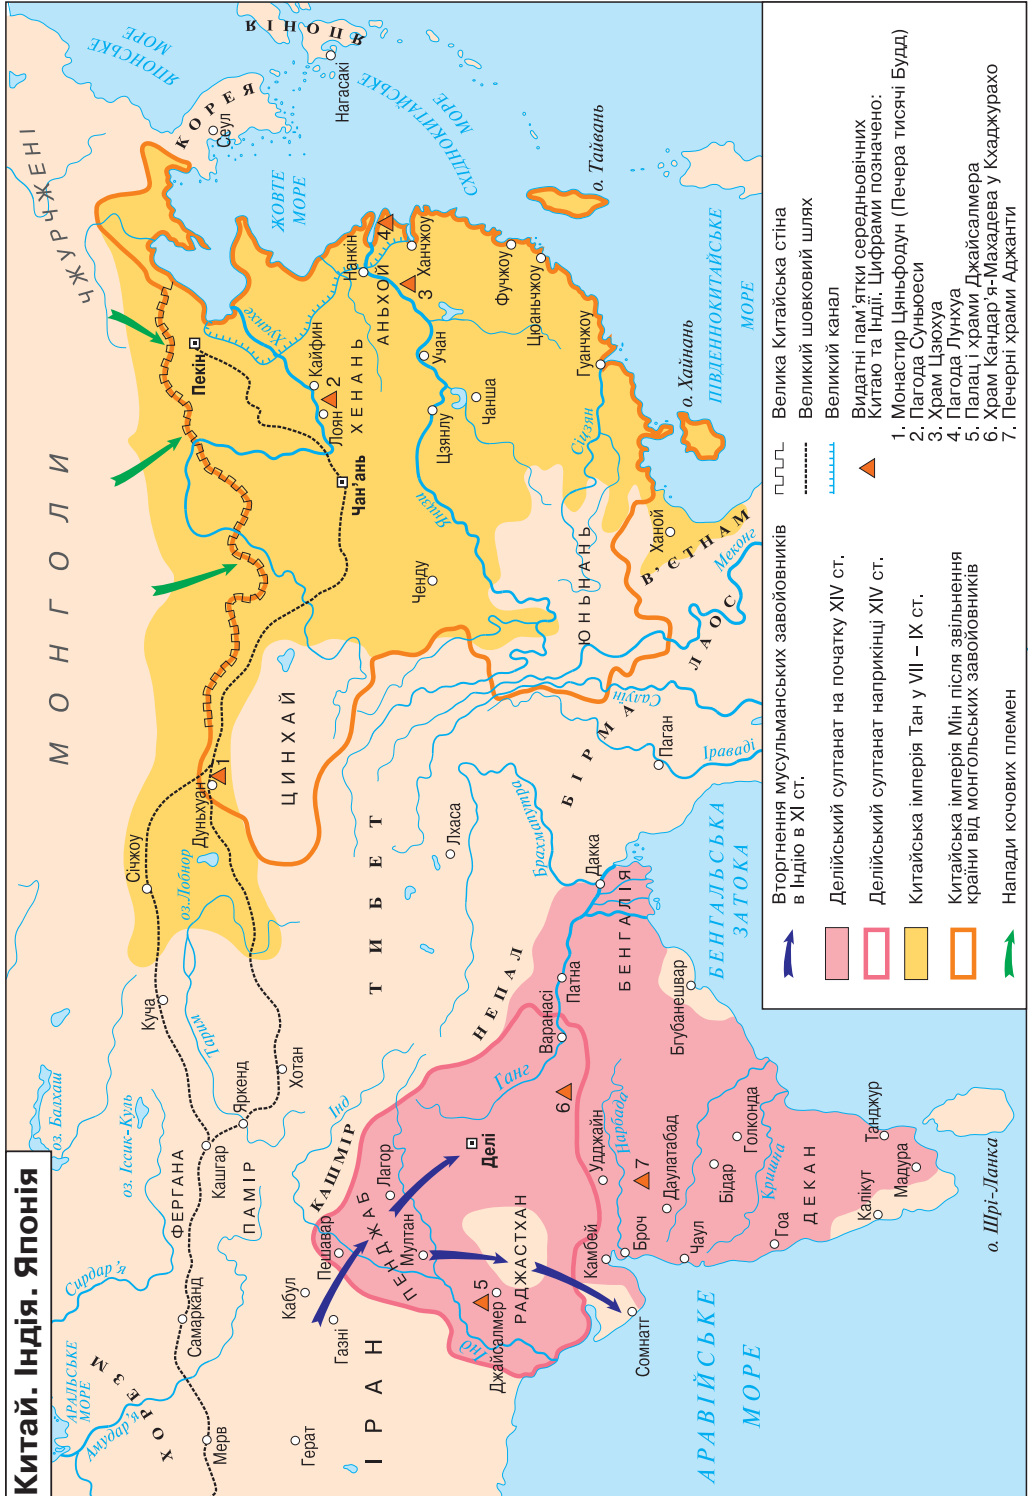 Китай. Індія. Японія
МОНГОЛИ
ЧЖУРЧЖЕНІ
КОРЕЯ
Сеул
ЯПОНІЯ
Нагасакі
ЯПОНСЬКЕ
МОРЕ
ЖОВТЕ
МОРЕ
СХІДНОКИТАЙСЬКЕ
МОРЕ
о. Тайвань
ПІВДЕННОКИТАЙСЬКЕ
МОРЕ
о. Хайнань
оз. Балхаш
оз. Іссик-Куль
АРАЛЬСЬКЕ
МОРЕ
Амудар'я
Сирдар'я
ХОРЕЗМ
ФЕРГАНА
ПАМІР
Мерв
Самарканд
Кашгар
Яркенд
Хотан
Куча
Тарим
оз.Лобнор
Січжоу
Дуньхуан
1
ЦИНХАЙ
Пекін
Хуанхе
Кайфин
Лоян
2
ХЕНАНЬ
Чан'ань
Нанкін
АНЬХОЙ
4
3
Ханчжоу
Учан
Цзянлу
Янцзи
Чанша
Ченду
Фучжоу
Цюаньчжоу
Гуанчжоу
Сіцзян
ЮНЬНАНЬ
Ханой
В'ЄТНАМ
Меконг
ЛАОС
Салуїн
БІРМА
Паган
Іраваді
ТИБЕТ
Лхаса
Брахмапутра
НЕПАЛ
Дакка
БЕНГАЛІЯ
БЕНГАЛЬСЬКА
ЗАТОКА
Патна
Варанасі
Ганг
Бгубанешвар
6
КАШМІР
Інд
Кабул
Газні
Пешавар
ПЕНДЖАБ
Лагор
Мултан
Делі
Герат
ІРАН
5
Джайсалмер
Інд
РАДЖАСТХАН
Камбей
Удджайн
Нарбада
Броч
7
Даулатабад
Сомнатг
Чаул
Бідар
Голконда
Кришна
Гоа
ДЕКАН
Калікут
Танджур
Мадура
о. Шрі-Ланка
АРАВІЙСЬКЕ
МОРЕ
Вторгнення мусульманських завойовників
в Індію в XI ст.
Делійський султанат на початку XIV ст.
Делійський султанат наприкінці XIV ст.
Китайська імперія Тан у VII – IX ст.
Китайська імперія Мін після звільнення
країни від монгольських завойовників
Напади кочових племен
Велика Китайська стіна
Великий шовковий шлях
Великий канал
Видатні пам'ятки середньовічних
Китаю та Індії. Цифрами позначено:
1. Монастир Цяньфодун (Печера тисячі Будд)
2. Пагода Суньюеси
3. Храм Цзюхуа
4. Пагода Лунхуа
5. Палац і храми Джайсалмера
6. Храм Кандар'я-Махадева у Кхаджурахо
7. Печерні храми Аджанти